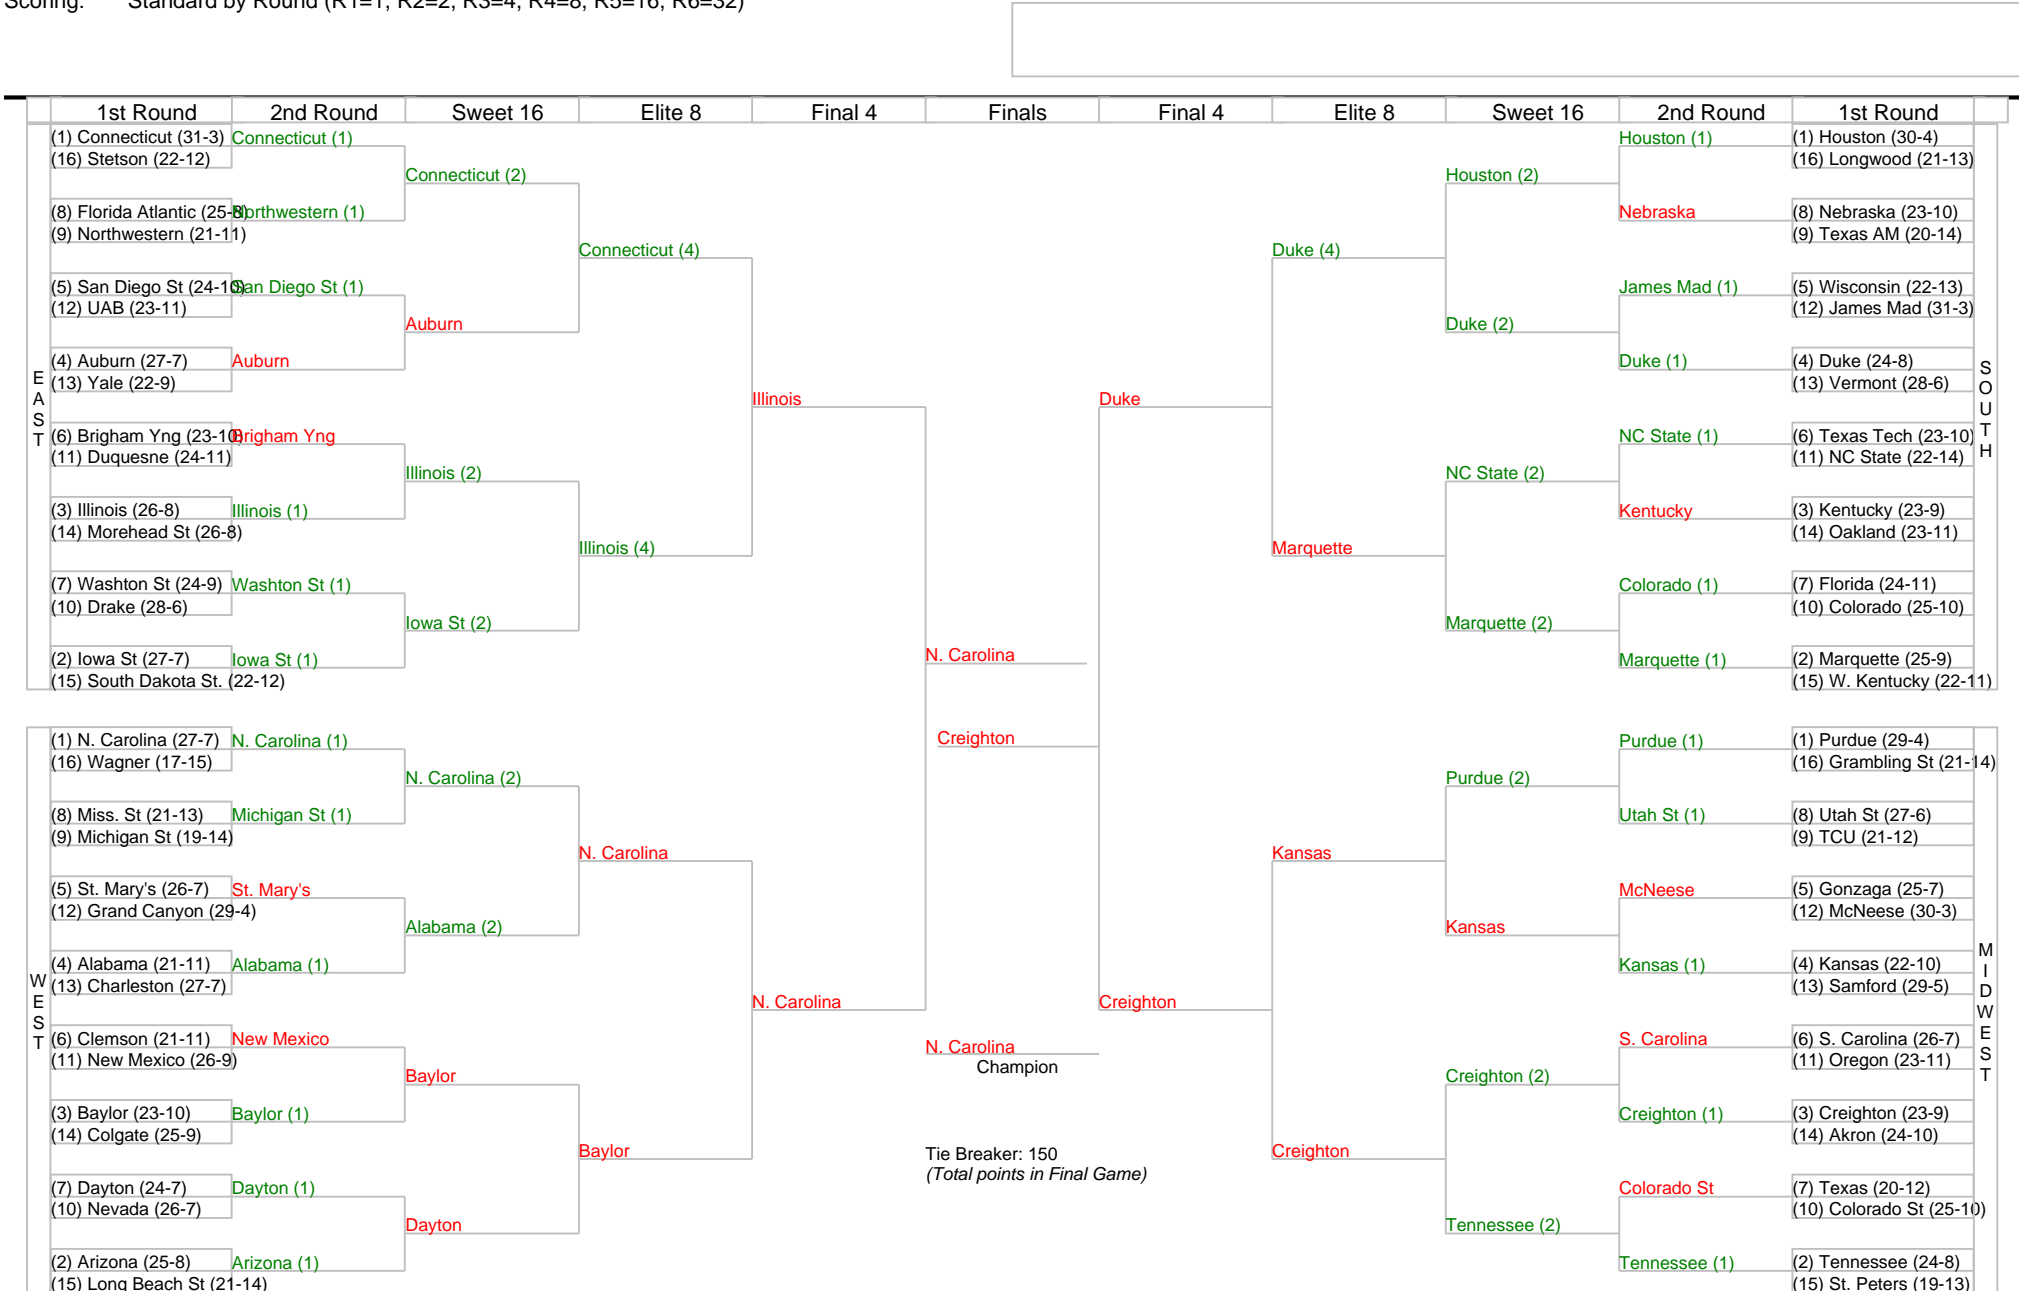 Scoring: Standard by Round (R1=1, R2=2, R3=4, R4=8, R5=16, R6=32)
1st Round 2nd Round Sweet 16 Elite 8 Final 4 Finals Final 4 Elite 8 Sweet 16 2nd Round 1st Round
EAST
(1) Connecticut (31-3)
(16) Stetson (22-12)
(8) Florida Atlantic (25-8)
(9) Northwestern (21-11)
(5) San Diego St (24-10)
(12) UAB (23-11)
(4) Auburn (27-7)
(13) Yale (22-9)
(6) Brigham Yng (23-10)
(11) Duquesne (24-11)
(3) Illinois (26-8)
(14) Morehead St (26-8)
(7) Washton St (24-9)
(10) Drake (28-6)
(2) Iowa St (27-7)
(15) South Dakota St. (22-12)
Connecticut (1)
Northwestern (1)
San Diego St (1)
Auburn
Brigham Yng
Illinois (1)
Washton St (1)
Iowa St (1)
Connecticut (2)
Auburn
Illinois (2)
Iowa St (2)
Connecticut (4)
Illinois (4)
Illinois
WEST
(1) N. Carolina (27-7)
(16) Wagner (17-15)
(8) Miss. St (21-13)
(9) Michigan St (19-14)
(5) St. Mary's (26-7)
(12) Grand Canyon (29-4)
(4) Alabama (21-11)
(13) Charleston (27-7)
(6) Clemson (21-11)
(11) New Mexico (26-9)
(3) Baylor (23-10)
(14) Colgate (25-9)
(7) Dayton (24-7)
(10) Nevada (26-7)
(2) Arizona (25-8)
(15) Long Beach St (21-14)
N. Carolina (1)
Michigan St (1)
St. Mary's
Alabama (1)
New Mexico
Baylor (1)
Dayton (1)
Arizona (1)
N. Carolina (2)
Alabama (2)
Baylor
Dayton
N. Carolina
Baylor
N. Carolina
N. Carolina
Creighton
N. Carolina
Champion
Tie Breaker: 150
(Total points in Final Game)
Duke
Creighton
Duke (4)
Marquette
Houston (2)
Duke (2)
NC State (2)
Marquette (2)
Houston (1)
Nebraska
James Mad (1)
Duke (1)
NC State (1)
Kentucky
Colorado (1)
Marquette (1)
(1) Houston (30-4)
(16) Longwood (21-13)
(8) Nebraska (23-10)
(9) Texas AM (20-14)
(5) Wisconsin (22-13)
(12) James Mad (31-3)
(4) Duke (24-8)
(13) Vermont (28-6)
(6) Texas Tech (23-10)
(11) NC State (22-14)
(3) Kentucky (23-9)
(14) Oakland (23-11)
(7) Florida (24-11)
(10) Colorado (25-10)
(2) Marquette (25-9)
(15) W. Kentucky (22-11)
SOUTH
Kansas
Creighton
Purdue (2)
Kansas
Creighton (2)
Tennessee (2)
Purdue (1)
Utah St (1)
McNeese
Kansas (1)
S. Carolina
Creighton (1)
Colorado St
Tennessee (1)
(1) Purdue (29-4)
(16) Grambling St (21-14)
(8) Utah St (27-6)
(9) TCU (21-12)
(5) Gonzaga (25-7)
(12) McNeese (30-3)
(4) Kansas (22-10)
(13) Samford (29-5)
(6) S. Carolina (26-7)
(11) Oregon (23-11)
(3) Creighton (23-9)
(14) Akron (24-10)
(7) Texas (20-12)
(10) Colorado St (25-10)
(2) Tennessee (24-8)
(15) St. Peters (19-13)
MIDWEST